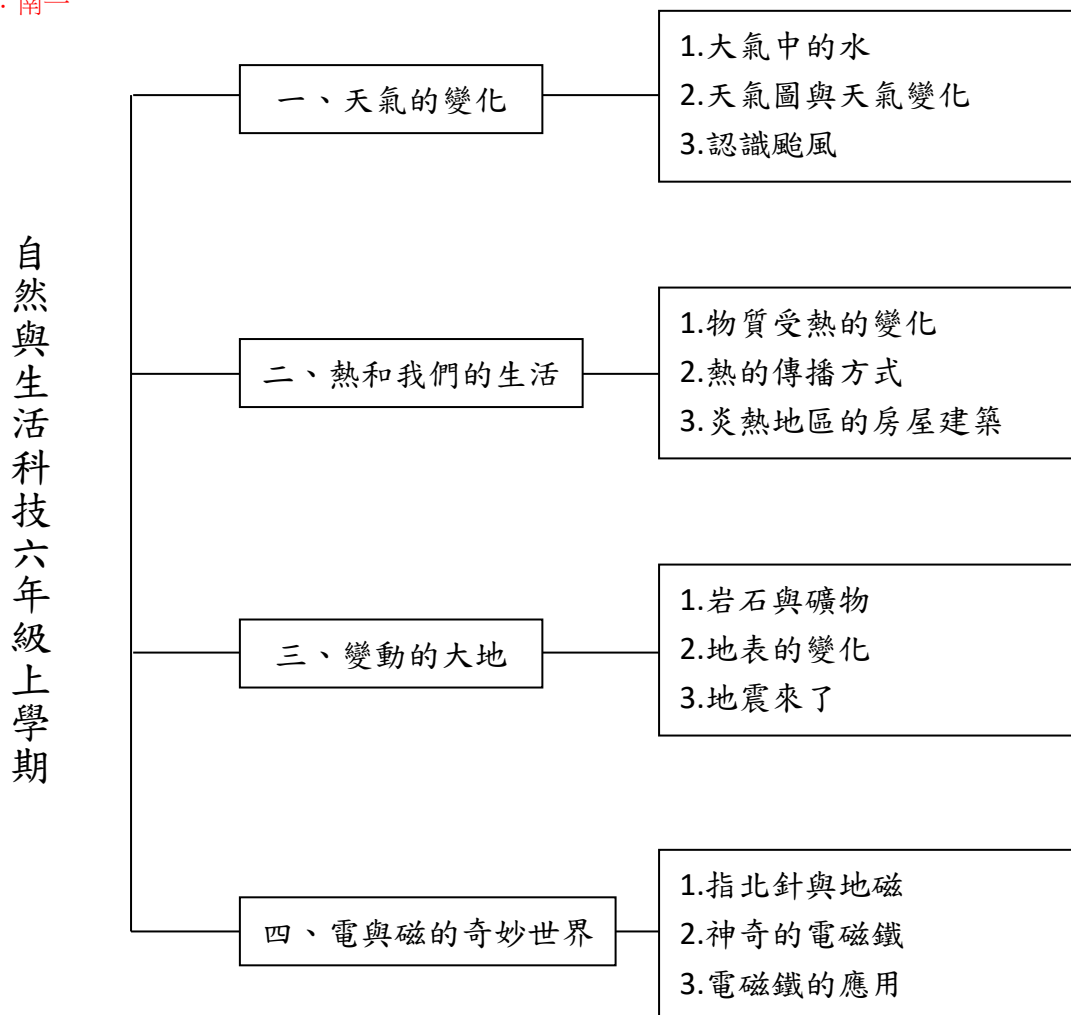 ：南一
自然與生活科技六年級上學期
一、天氣的變化
1.大氣中的水
2.天氣圖與天氣變化
3.認識颱風
二、熱和我們的生活
1.物質受熱的變化
2.熱的傳播方式
3.炎熱地區的房屋建築
三、變動的大地
1.岩石與礦物
2.地表的變化
3.地震來了
四、電與磁的奇妙世界
1.指北針與地磁
2.神奇的電磁鐵
3.電磁鐵的應用